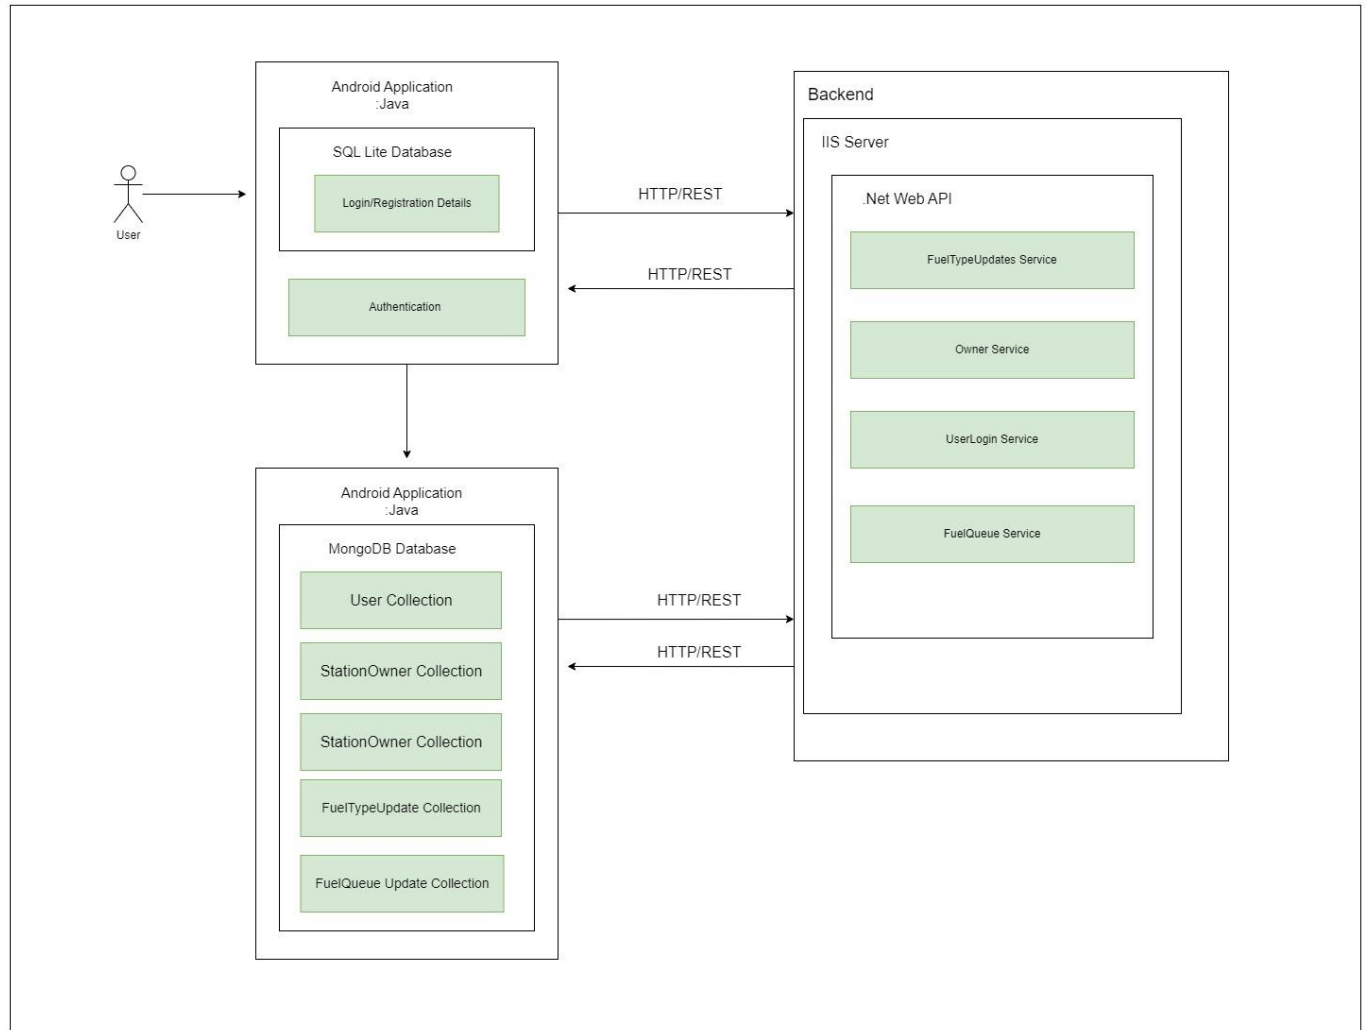 Android Application
:Java
SQL Lite Database
Login/Registration Details
Authentication
User
HTTP/REST
HTTP/REST
Backend
IIS Server
.Net Web API
FuelTypeUpdates Service
Owner Service
UserLogin Service
FuelQueue Service
Android Application
:Java
MongoDB Database
User Collection
StationOwner Collection
StationOwner Collection
FuelTypeUpdate Collection
FuelQueue Update Collection
HTTP/REST
HTTP/REST